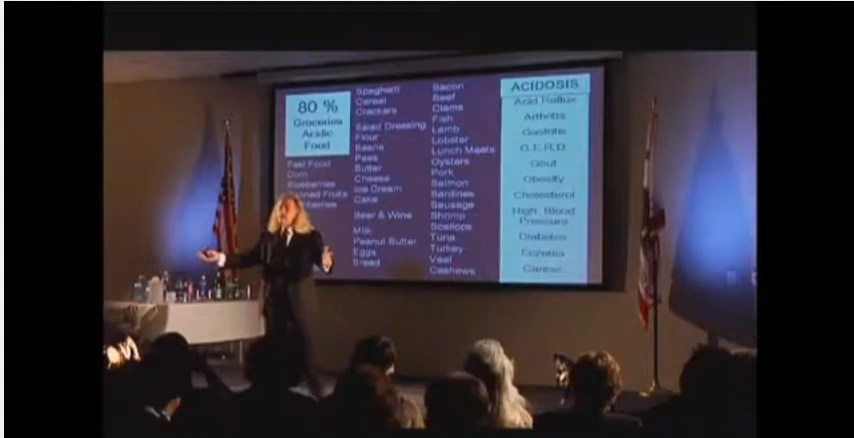 80 %
Groceries
Acidic
Food
Fast Food
Corn
Blueberries
Canned Fruits
Spaghetti
Cereal
Crackers
Salad Dressing
Flour
Beans
Peas
Butter
Cheese
Ice Cream
Cake
Beer & Wine
Milk
Peanut Butter
Eggs
Bread
Bacon
Beef
Clams
Fish
Lamb
Lobster
Lunch Meats
Oysters
Pork
Salmon
Sardines
Sausage
Shrimp
Scallops
Tuna
Turkey
Veal
Cashews
ACIDOSIS
Acid Reflux
Arthritis
Gastritis
G.E.R.D.
Gout
Obesity
Cholesterol
High Blood
Pressure
Diabetes
Eczema
Cancer